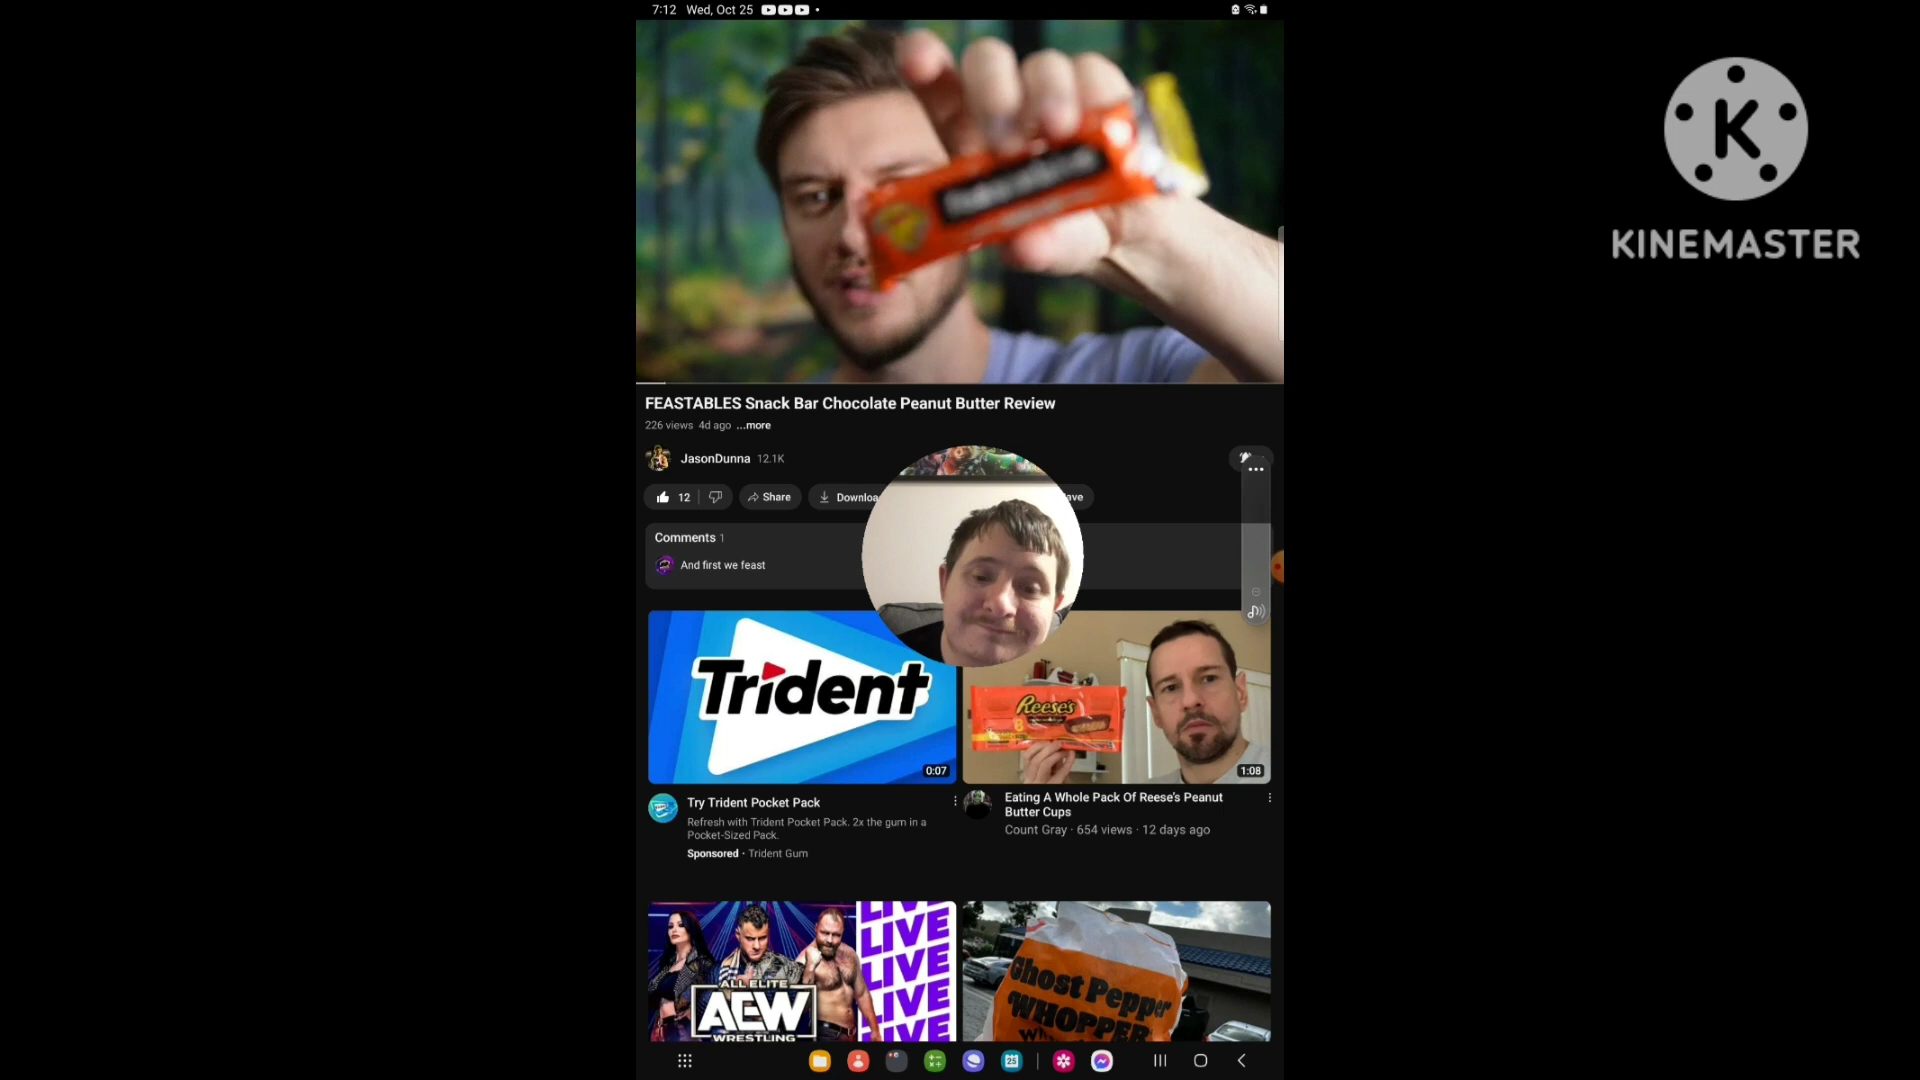 7:12 Wed, Oct 25
KINEMASTER
FEASTABLES Snack Bar Chocolate Peanut Butter Review
226 views 4d ago ...more
JasonDunna 12.1K
12 Share Downloa ave
Comments 1
And first we feast
Trident
0:07
Reese's
1:08
Try Trident Pocket Pack
Refresh with Trident Pocket Pack. 2x the gum in a
Pocket-Sized Pack.
Sponsored · Trident Gum
Eating A Whole Pack Of Reese's Peanut
Butter Cups
Count Gray · 654 views · 12 days ago
LIVE
LIVE
LIVE
LIVE
LIVE
LIVE
ALL ELITE
AEW
WRESTLING
Ghost Pepper
WHOPPER
25